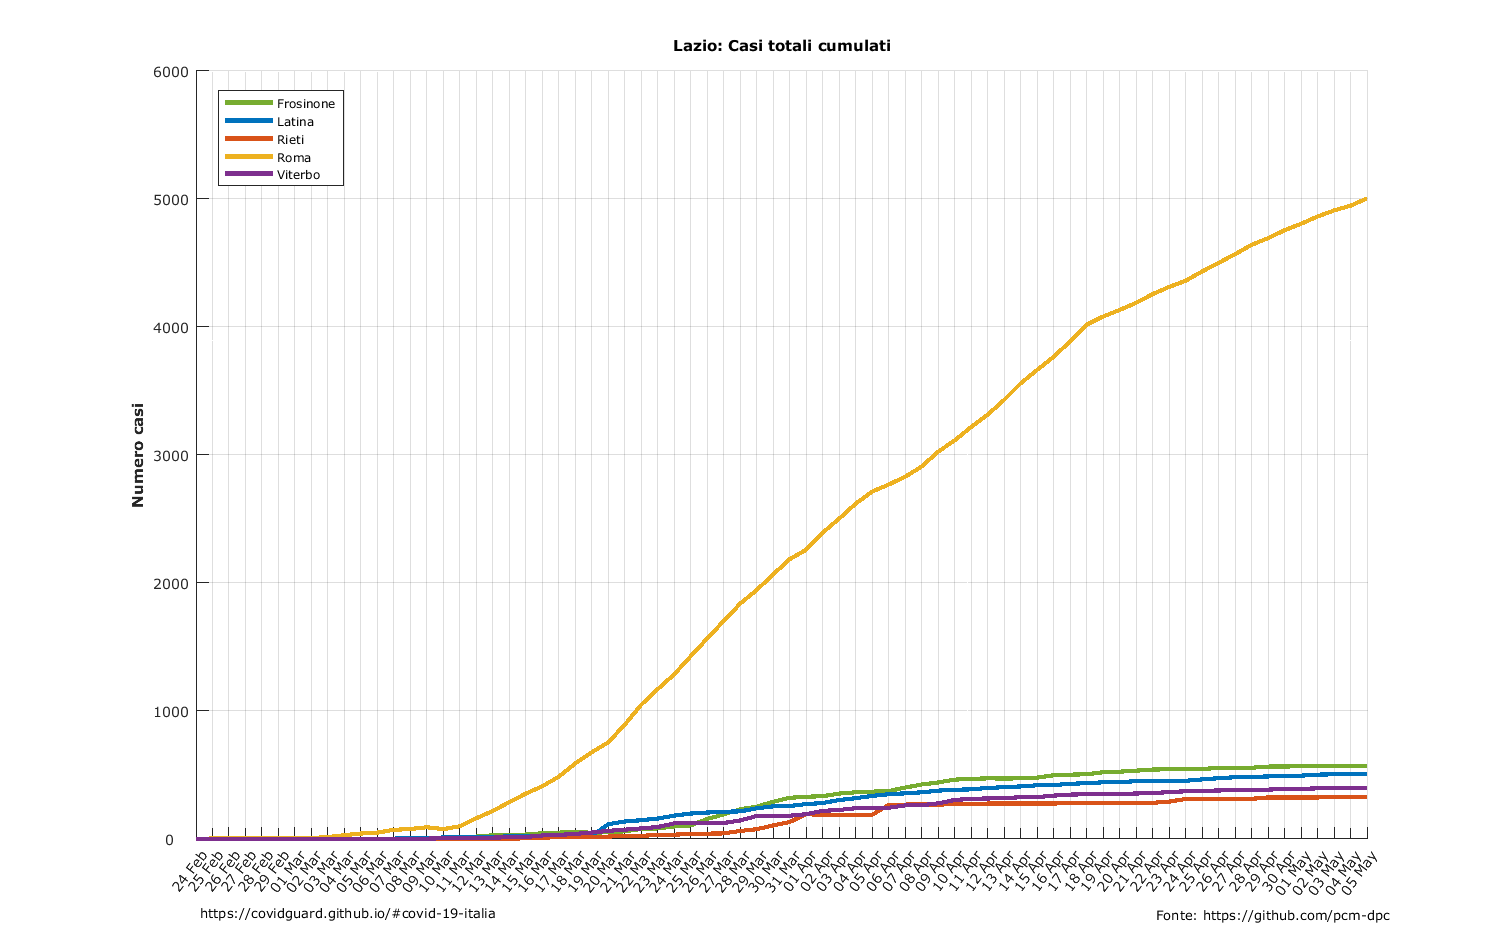 Lazio: Casi totali cumulati
6000
5000
4000
3000
2000
1000
0
Numero casi
Frosinone
Latina
Rieti
Roma
Viterbo
24 Feb
25 Feb
26 Feb
27 Feb
28 Feb
29 Feb
01 Mar
02 Mar
03 Mar
04 Mar
05 Mar
06 Mar
07 Mar
08 Mar
09 Mar
10 Mar
11 Mar
12 Mar
13 Mar
14 Mar
15 Mar
16 Mar
17 Mar
18 Mar
19 Mar
20 Mar
21 Mar
22 Mar
23 Mar
24 Mar
25 Mar
26 Mar
27 Mar
28 Mar
29 Mar
30 Mar
31 Mar
01 Apr
02 Apr
03 Apr
04 Apr
05 Apr
06 Apr
07 Apr
08 Apr
09 Apr
10 Apr
11 Apr
12 Apr
13 Apr
14 Apr
15 Apr
16 Apr
17 Apr
18 Apr
19 Apr
20 Apr
21 Apr
22 Apr
23 Apr
24 Apr
25 Apr
26 Apr
27 Apr
28 Apr
29 Apr
30 Apr
01 May
02 May
03 May
04 May
05 May
https://covidguard.github.io/#covid-19-italia
Fonte: https://github.com/pcm-dpc